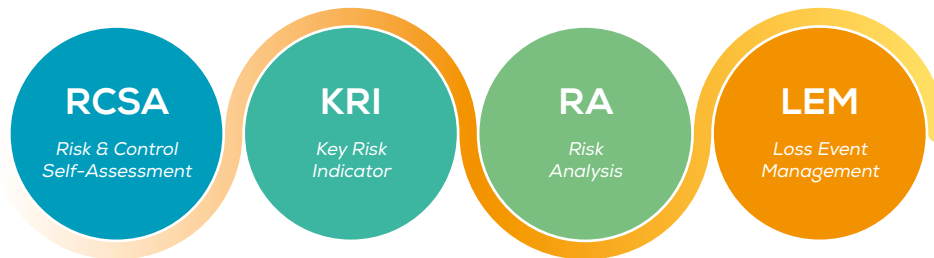 RCSA
Risk & Control
Self-Assessment
KRI
Key Risk
Indicator
RA
Risk
Analysis
LEM
Loss Event
Management